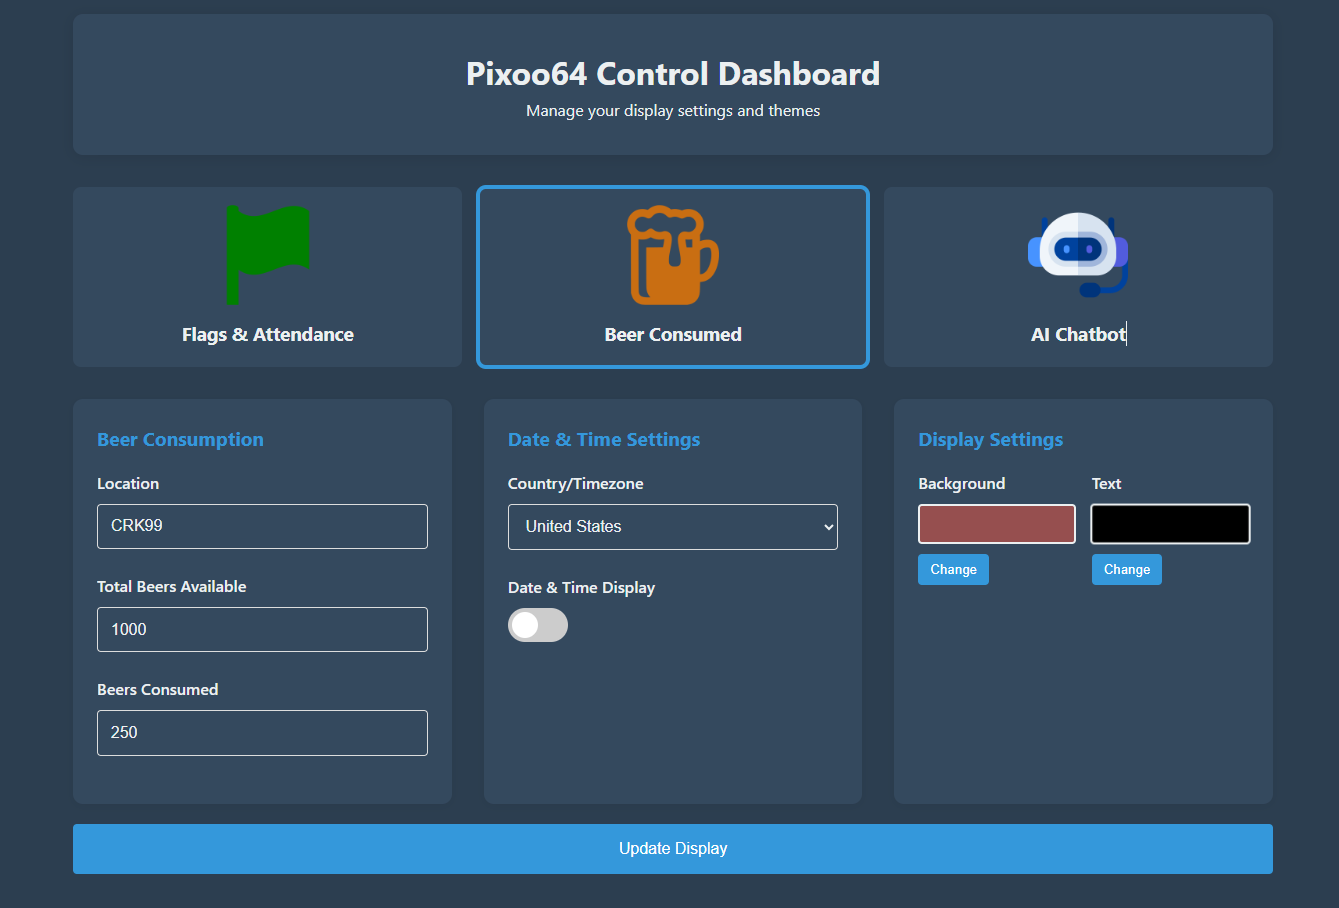 Pixoo64 Control Dashboard
Manage your display settings and themes
Flags & Attendance
Beer Consumed
AI Chatbot
Beer Consumption
Location
CRK99
Total Beers Available
1000
Beers Consumed
250
Date & Time Settings
Country/Timezone
United States
Date & Time Display
Display Settings
Background Text
Change Change
Update Display